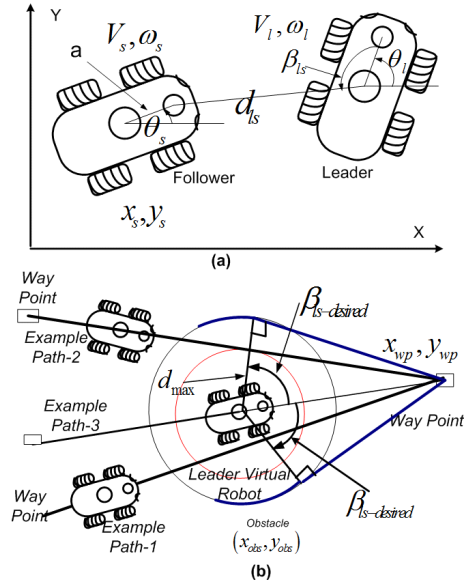 Y
a
V_s, ω_s
V_l, ω_l
β_ls
θ_l
d_ls
θ_s
Follower
Leader
x_s, y_s
X
(a)
Way
Point
Example
Path-2
β_ls-desired
x_wp, y_wp
d_max
Example
Path-3
Way Point
Leader Virtual
Robot
Way
Point
Example
Path-1
β_ls-desired
Obstacle
(x_obs, y_obs)
(b)